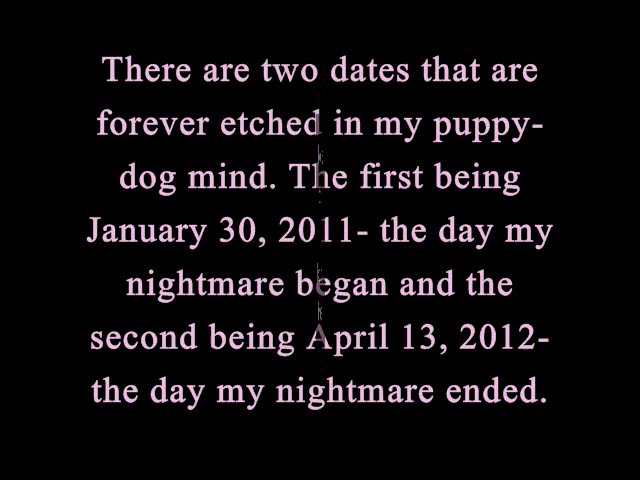 There are two dates that are
forever etched in my puppy-
dog mind. The first being
January 30, 2011- the day my
nightmare began and the
second being April 13, 2012-
the day my nightmare ended.